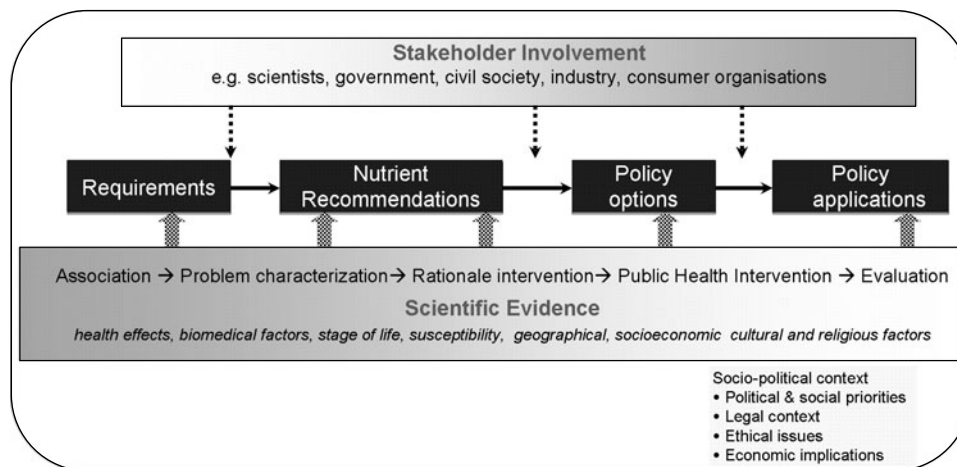 Stakeholder Involvement
e.g. scientists, government, civil society, industry, consumer organisations
Requirements
Nutrient
Recommendations
Policy
options
Policy
applications
Association → Problem characterization→ Rationale intervention→ Public Health Intervention → Evaluation
Scientific Evidence
health effects, biomedical factors, stage of life, susceptibility, geographical, socioeconomic cultural and religious factors
Socio-political context
• Political & social priorities
• Legal context
• Ethical issues
• Economic implications